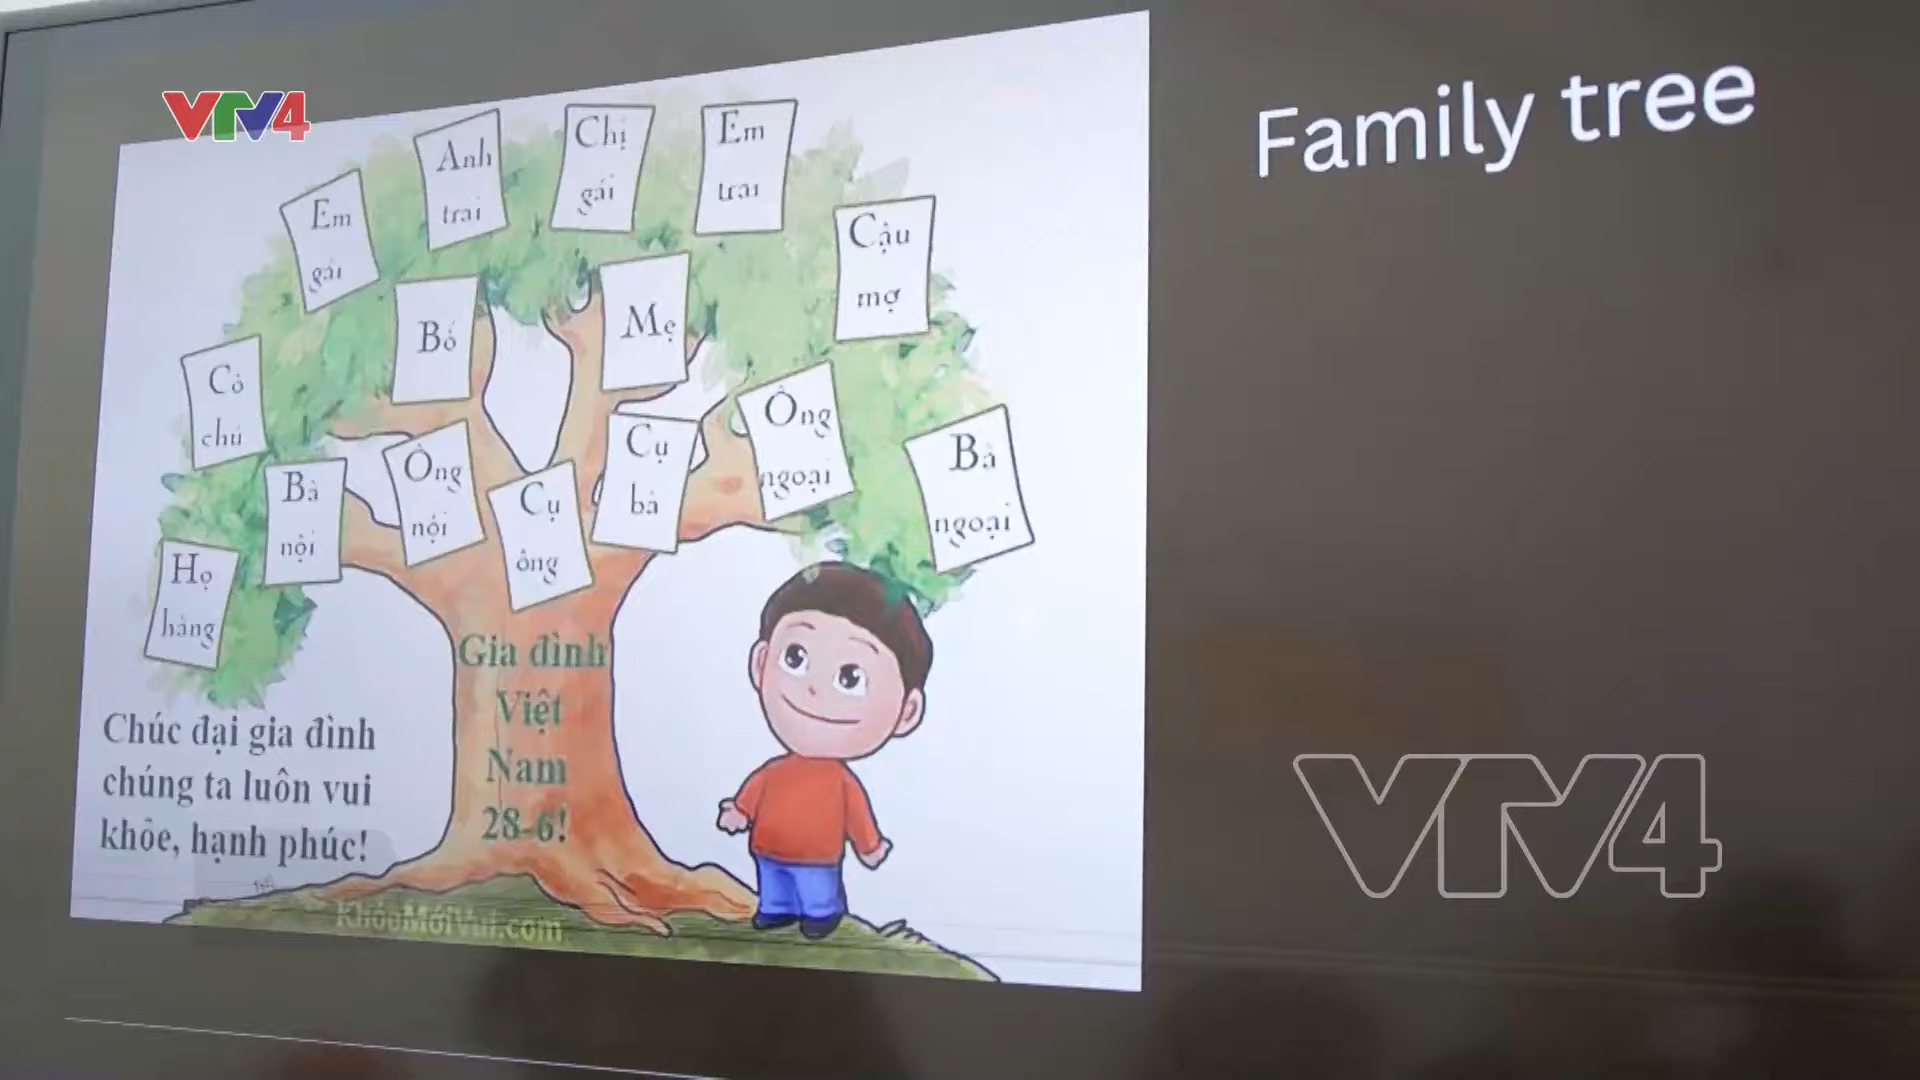 VTV4
Family tree
Em
gái
Anh
trai
Chị
gái
Em
trai
Cậu
mợ
Bố
Mẹ
Cô
chú
Bà
nội
Ông
nội
Cụ
ông
Cụ
bà
Ông
ngoại
Bà
ngoại
Họ
hàng
Gia đình
Việt
Nam
28-6!
Chúc đại gia đình
chúng ta luôn vui
khỏe, hạnh phúc!
KhỏeMớiVui.com
VTV4